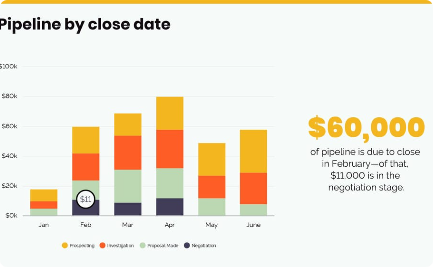 Pipeline by close date
$100k
$80k
$60k
$40k
$20k
$0k
$11
Jan Feb Mar Apr May June
Prospecting Investigation Proposal Made Negotiation
$60,000
of pipeline is due to close
in February—of that,
$11.000 is in the
negotiation stage.